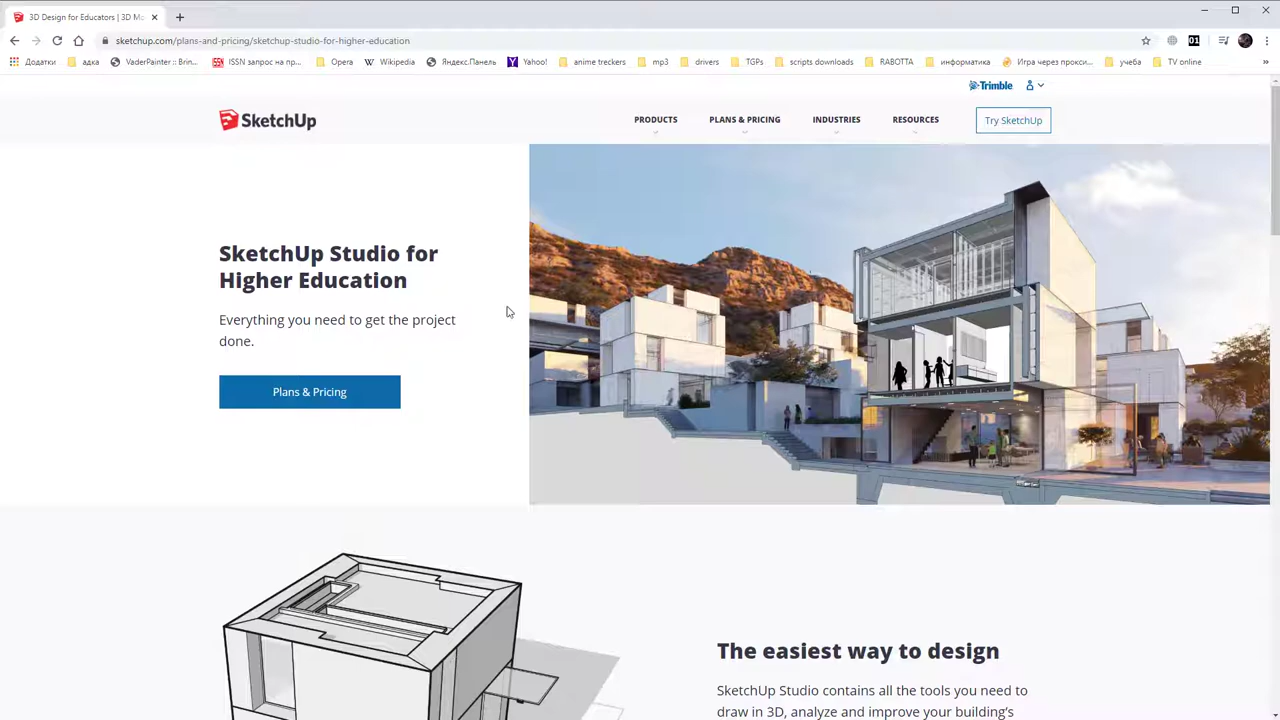 3D Design for Educators | 3D Mo
sketchup.com/plans-and-pricing/sketchup-studio-for-higher-education
01
Додатки
адка
VaderPainter :: Brin...
ISSN запрос на пр...
Opera
Wikipedia
Яндекс.Панель
Yahoo!
anime treckers
mp3
drivers
TGPs
scripts downloads
RABOTTA
информатика
Игра через прокси...
учеба
TV online
»
Trimble
SketchUp
PRODUCTS
PLANS & PRICING
INDUSTRIES
RESOURCES
Try SketchUp
SketchUp Studio for
Higher Education
Everything you need to get the project
done.
Plans & Pricing
The easiest way to design
SketchUp Studio contains all the tools you need to
draw in 3D, analyze and improve your building's